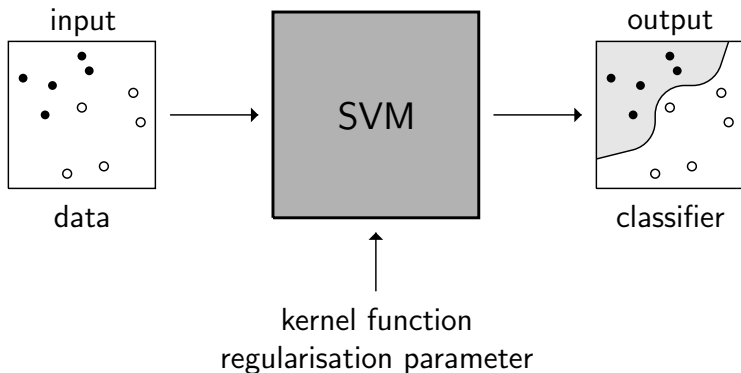 input
output
SVM
data
classifier
kernel function
regularisation parameter